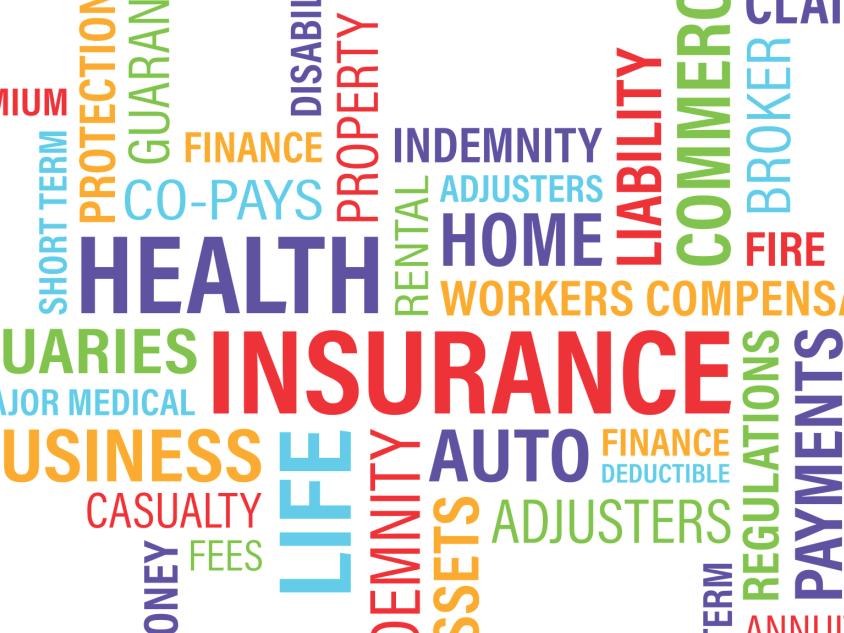 CLAI
MIUM
PROTECTION
GUARAN
DISABIL
PROPERTY
LIABILITY
COMMERC
BROKER
SHORT TERM
FINANCE
INDEMNITY
CO-PAYS
RENTAL
ADJUSTERS
HOME
FIRE
HEALTH
WORKERS COMPENSA
UARIES
INSURANCE
REGULATIONS
PAYMENTS
AJOR MEDICAL
USINESS
LIFE
DEMNITY
AUTO
FINANCE
DEDUCTIBLE
CASUALTY
SSETS
ADJUSTERS
ONEY
FEES
TERM
ANNUIT